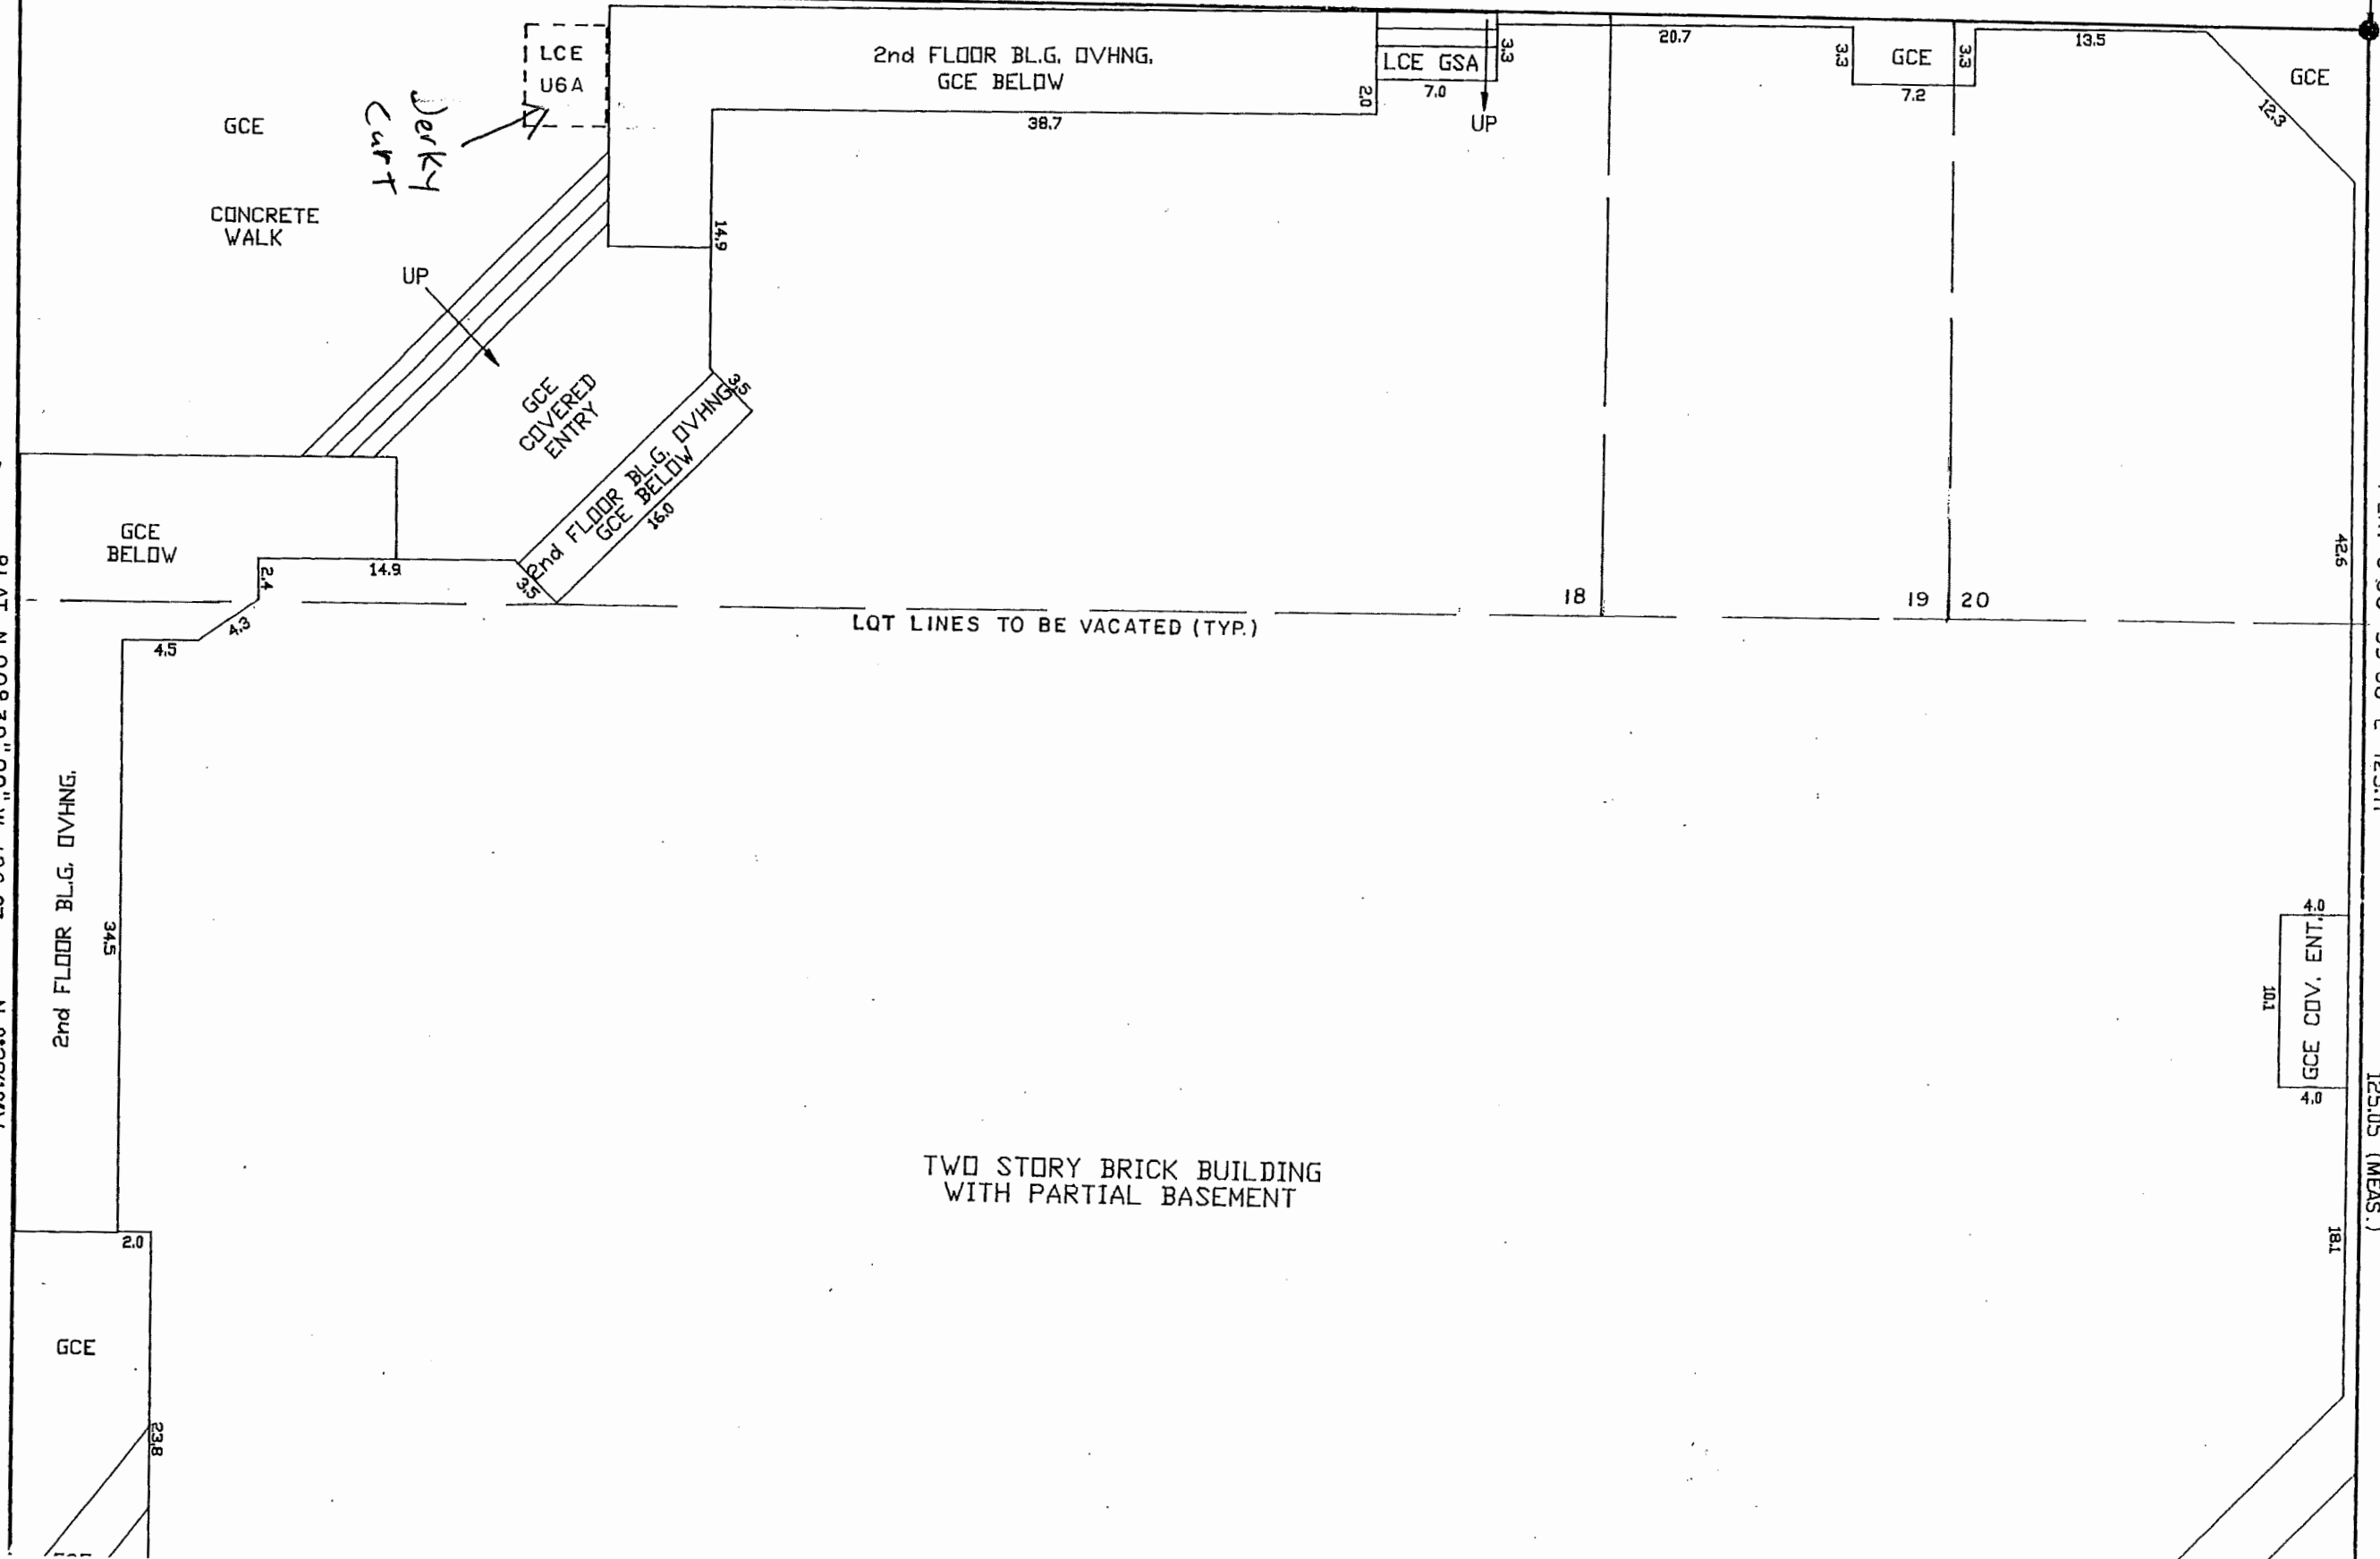 LCE
U6A
2nd FLOOR BL.G. OVHNG.
GCE BELOW
LCE GSA
3.3
20.7
3.3
GCE
3.3
13.5
GCE
7.0
7.2
2.0
38.7
UP
12.3
GCE
Jerky
Cart
CONCRETE
WALK
14.9
UP
GCE
COVERED
ENTRY
3.5
2nd FLOOR BL.G. OVHNG.
GCE BELOW
16.0
3.5
GCE
BELOW
14.9
2.4
4.3
4.5
42.6
18
19
20
LOT LINES TO BE VACATED (TYP.)
2nd FLOOR BL.G. OVHNG.
34.5
4.0
GCE COV. ENT.
10.1
4.0
125.05 (MEAS.)
TWO STORY BRICK BUILDING
WITH PARTIAL BASEMENT
18.1
2.0
GCE
23.8